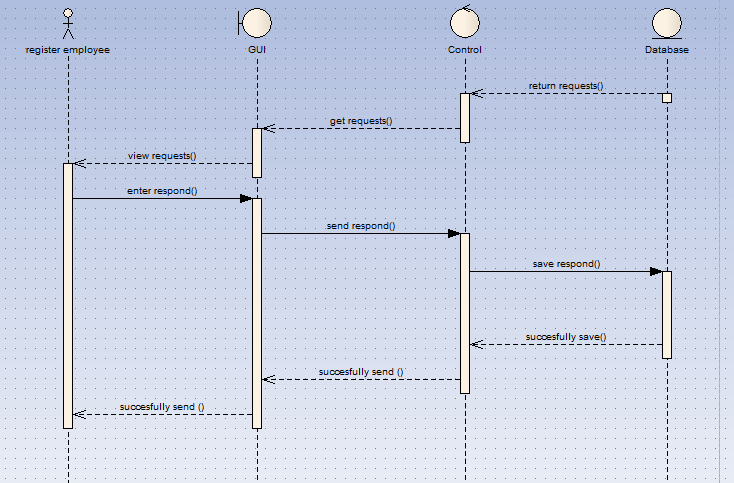 register employee
GUI
Control
Database
return requests()
get requests()
view requests()
enter respond()
send respond()
save respond()
succesfully save()
succesfully send ()
succesfully send ()